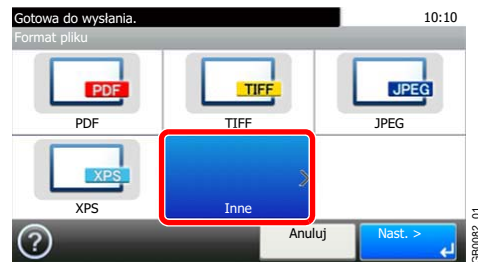 Gotowa do wysłania. 10:10
Format pliku
PDF TIFF JPEG
PDF TIFF JPEG
XPS
XPS Inne
? Anuluj Nast. >
GB0082_01